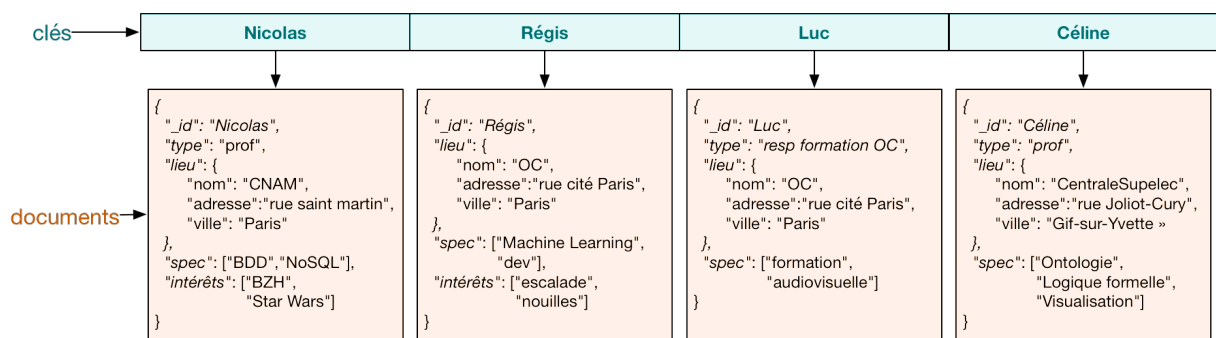 clés
Nicolas
Régis
Luc
Céline
documents
{
"_id": "Nicolas",
"type": "prof",
"lieu": {
"nom": "CNAM",
"adresse":"rue saint martin",
"ville": "Paris"
},
"spec": ["BDD","NoSQL"],
"intérêts": ["BZH",
"Star Wars"]
}
{
"_id": "Régis",
"lieu": {
"nom": "OC",
"adresse":"rue cité Paris",
"ville": "Paris"
},
"spec": ["Machine Learning",
"dev"],
"intérêts": ["escalade",
"nouilles"]
}
{
"_id": "Luc",
"type": "resp formation OC",
"lieu": {
"nom": "OC",
"adresse":"rue cité Paris",
"ville": "Paris"
},
"spec": ["formation",
"audiovisuelle"]
}
{
"_id": "Céline",
"type": "prof",
"lieu": {
"nom": "CentraleSupelec",
"adresse":"rue Joliot-Cury",
"ville": "Gif-sur-Yvette »
},
"spec": ["Ontologie",
"Logique formelle",
"Visualisation"]
}